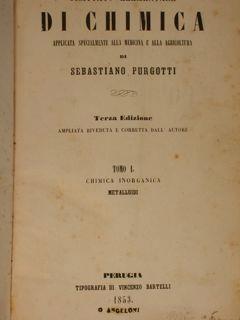 DI CHIMICA
APPLICATA SPECIALMENTE ALLA MEDICINA E ALLA AGRICOLTURA
DI
SEBASTIANO PURGOTTI
Terza Edizione
AMPLIATA RIVEDUTA E CORRETTA DALL' AUTORE
TOMO I.
CHIMICA INORGANICA
METALLOIDI
PERUGIA
TIPOGRAFIA DI VINCENZO BARTELLI
1853.
O ANGELONI